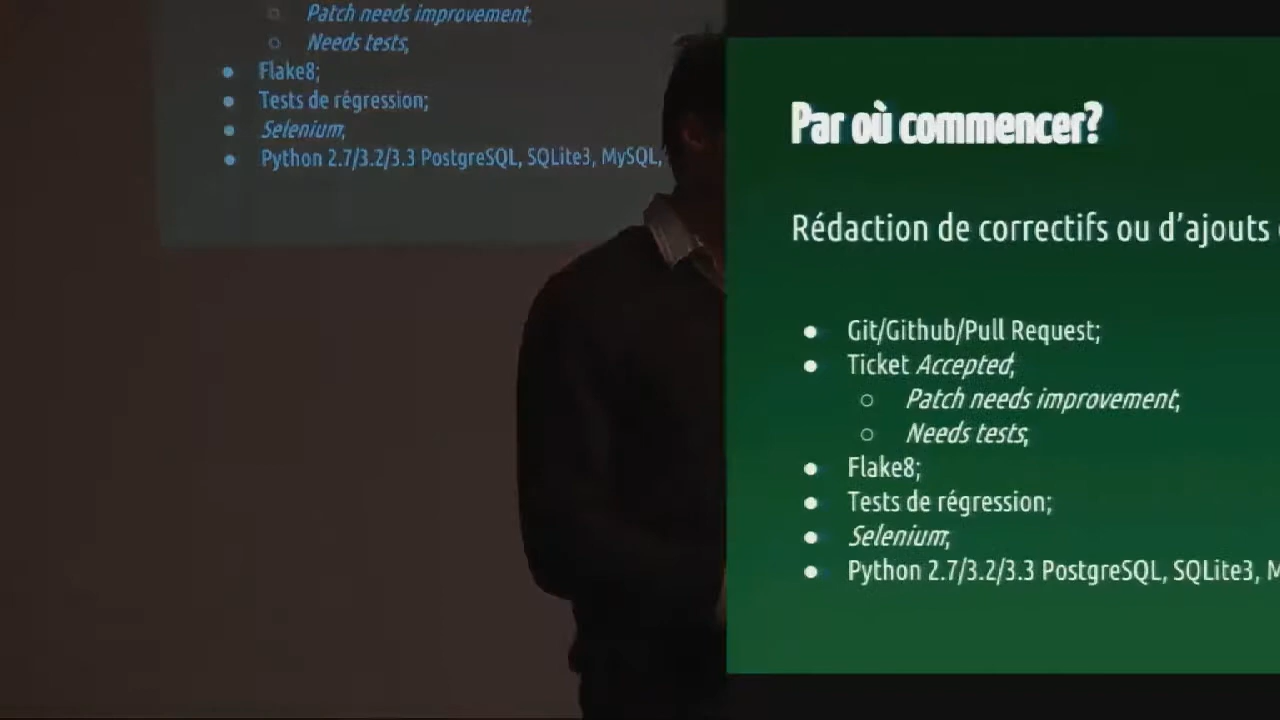 Patch needs improvement;
Needs tests;
Flake8;
Tests de régression;
Selenium;
Python 2.7/3.2/3.3 PostgreSQL, SQLite3, MySQL,
Par où commencer?
Rédaction de correctifs ou d’ajouts
Git/Github/Pull Request;
Ticket Accepted;
Patch needs improvement;
Needs tests;
Flake8;
Tests de régression;
Selenium;
Python 2.7/3.2/3.3 PostgreSQL, SQLite3,